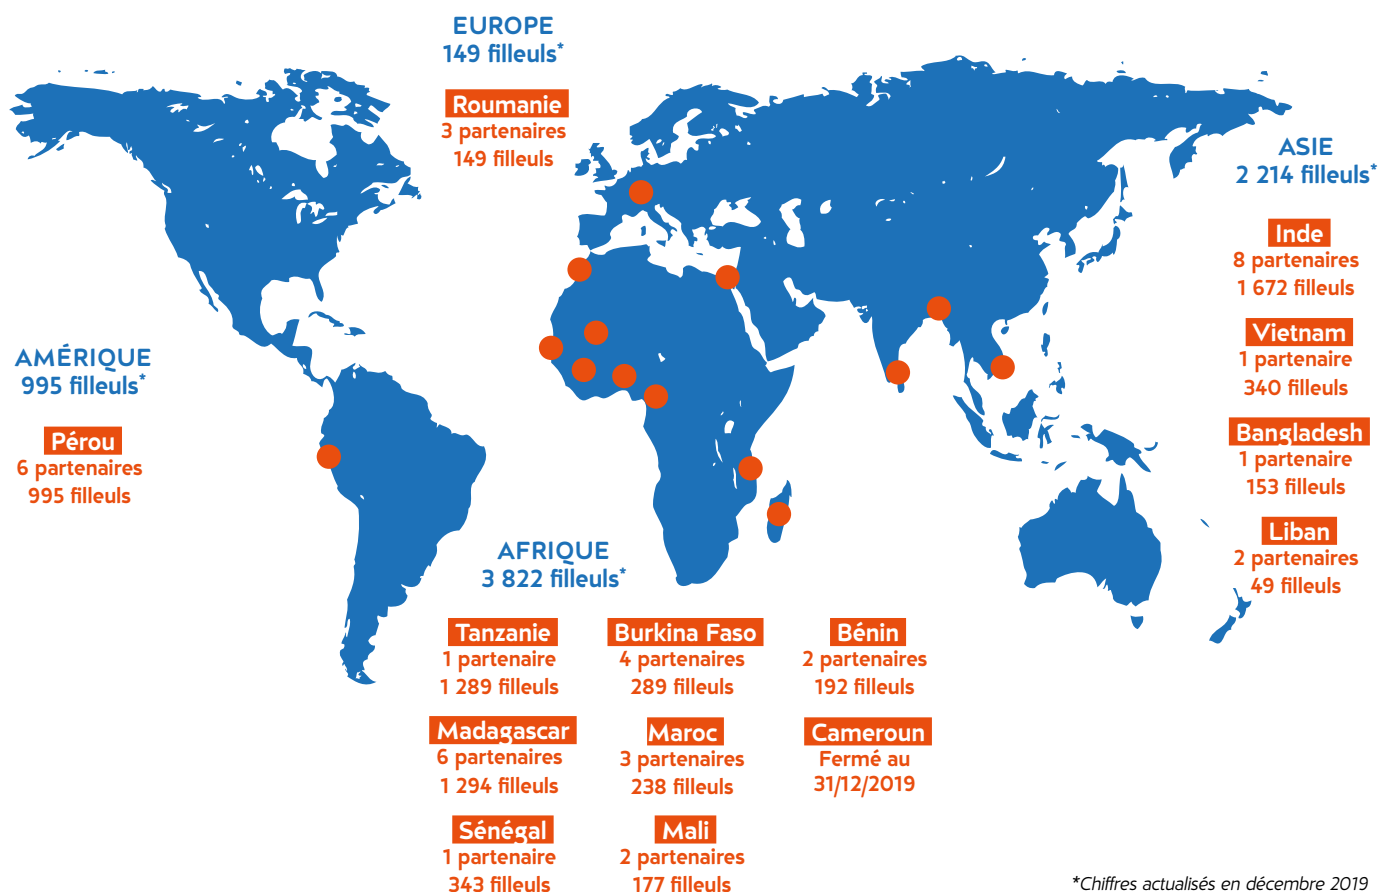 EUROPE
149 filleuls*
Roumanie
3 partenaires
149 filleuls
ASIE
2 214 filleuls*
Inde
8 partenaires
1 672 filleuls
Vietnam
1 partenaire
340 filleuls
Bangladesh
1 partenaire
153 filleuls
Liban
2 partenaires
49 filleuls
AMÉRIQUE
995 filleuls*
Pérou
6 partenaires
995 filleuls
AFRIQUE
3 822 filleuls*
Tanzanie
1 partenaire
1 289 filleuls
Burkina Faso
4 partenaires
289 filleuls
Bénin
2 partenaires
192 filleuls
Madagascar
6 partenaires
1 294 filleuls
Maroc
3 partenaires
238 filleuls
Cameroun
Fermé au
31/12/2019
Sénégal
1 partenaire
343 filleuls
Mali
2 partenaires
177 filleuls
*Chiffres actualisés en décembre 2019